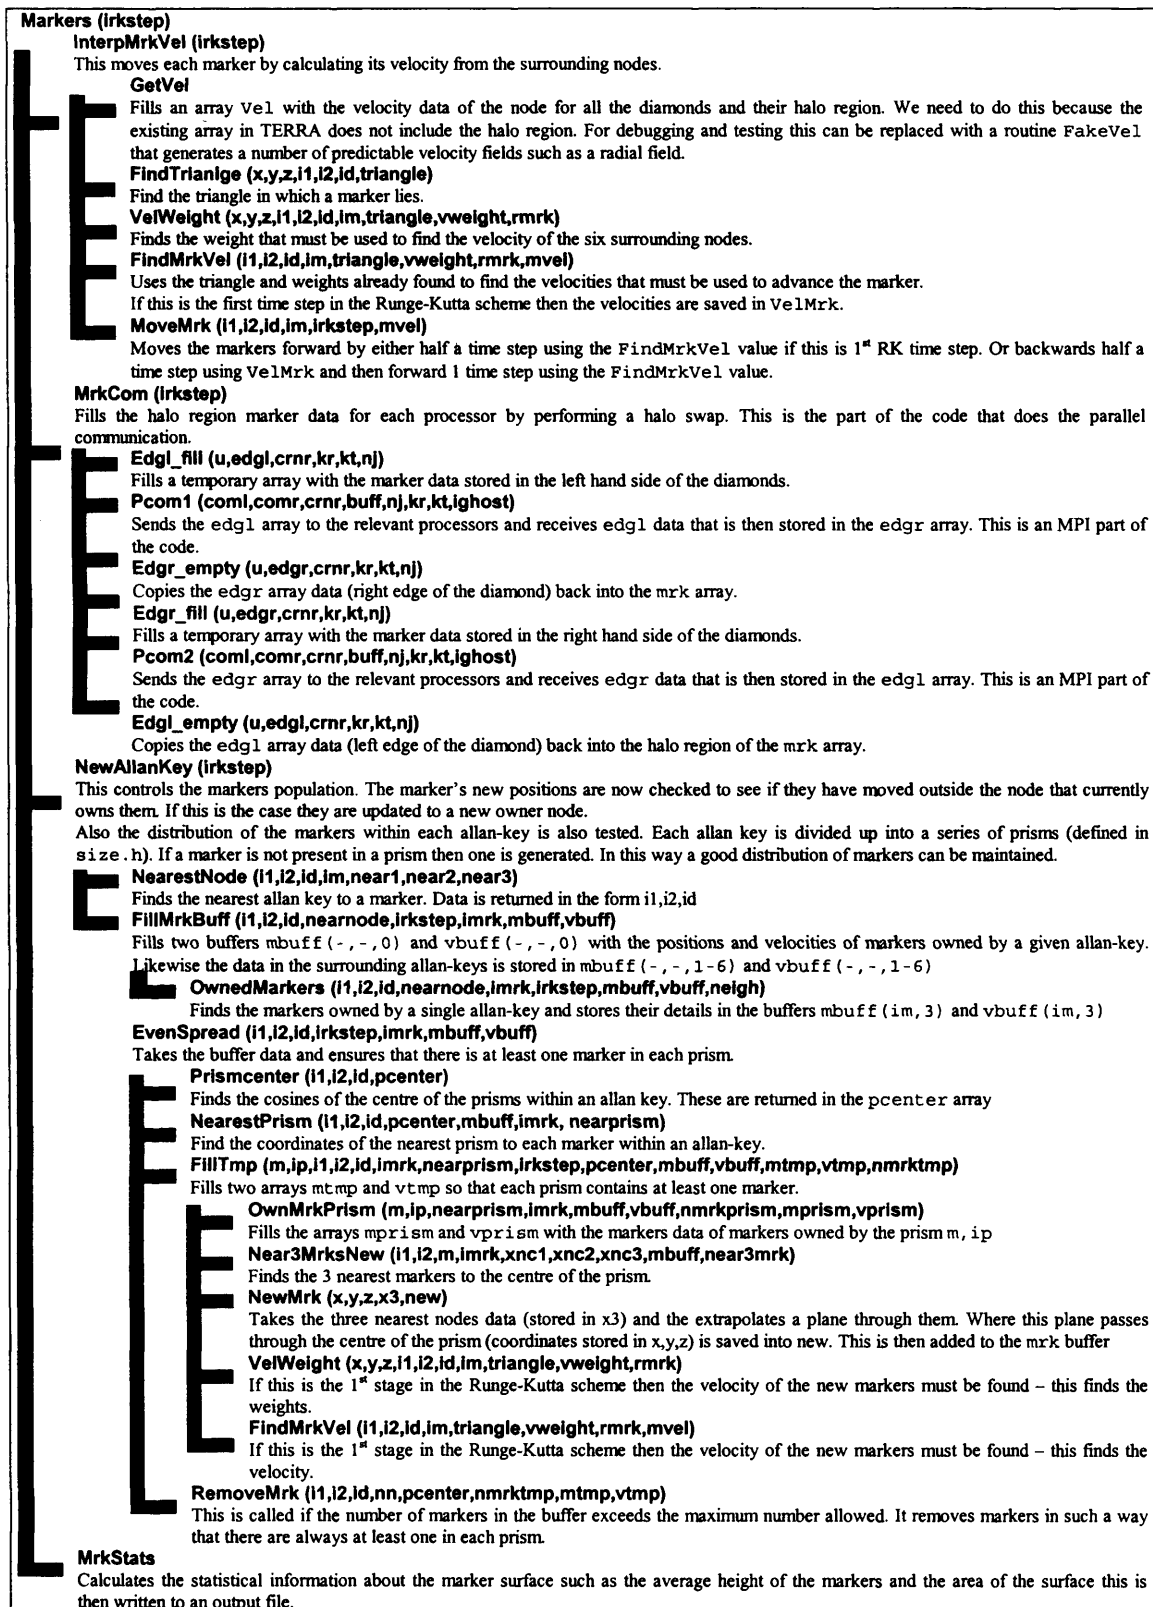 Markers (irkstep)
InterpMrkVel (irkstep)
This moves each marker by calculating its velocity from the surrounding nodes.
GetVel
Fills an array Vel with the velocity data of the node for all the diamonds and their halo region. We need to do this because the
existing array in TERRA does not include the halo region. For debugging and testing this can be replaced with a routine FakeVel
that generates a number of predictable velocity fields such as a radial field.
FindTrianlge (x,y,z,i1,i2,id,triangle)
Find the triangle in which a marker lies.
VelWeight (x,y,z,i1,i2,id,im,triangle,vweight,rmrk)
Finds the weight that must be used to find the velocity of the six surrounding nodes.
FindMrkVel (i1,i2,id,im,triangle,vweight,rmrk,mvel)
Uses the triangle and weights already found to find the velocities that must be used to advance the marker.
If this is the first time step in the Runge-Kutta scheme then the velocities are saved in VelMrk.
MoveMrk (i1,i2,id,im,irkstep,mvel)
Moves the markers forward by either half a time step using the FindMrkVel value if this is 1st RK time step. Or backwards half a
time step using VelMrk and then forward 1 time step using the FindMrkVel value.
MrkCom (irkstep)
Fills the halo region marker data for each processor by performing a halo swap. This is the part of the code that does the parallel
communication.
Edgl_fill (u,edgl,crnr,kr,kt,nj)
Fills a temporary array with the marker data stored in the left hand side of the diamonds.
Pcom1 (coml,comr,crnr,buff,nj,kr,kt,ighost)
Sends the edgl array to the relevant processors and receives edgl data that is then stored in the edgr array. This is an MPI part of
the code.
Edgr_empty (u,edgr,crnr,kr,kt,nj)
Copies the edgr array data (right edge of the diamond) back into the mrk array.
Edgr_fill (u,edgr,crnr,kr,kt,nj)
Fills a temporary array with the marker data stored in the right hand side of the diamonds.
Pcom2 (coml,comr,crnr,buff,nj,kr,kt,ighost)
Sends the edgr array to the relevant processors and receives edgr data that is then stored in the edgl array. This is an MPI part of
the code.
Edgl_empty (u,edgl,crnr,kr,kt,nj)
Copies the edgl array data (left edge of the diamond) back into the halo region of the mrk array.
NewAllanKey (irkstep)
This controls the markers population. The marker's new positions are now checked to see if they have moved outside the node that currently
owns them. If this is the case they are updated to a new owner node.
Also the distribution of the markers within each allan-key is also tested. Each allan key is divided up into a series of prisms (defined in
size.h). If a marker is not present in a prism then one is generated. In this way a good distribution of markers can be maintained.
NearestNode (i1,i2,id,im,near1,near2,near3)
Finds the nearest allan key to a marker. Data is returned in the form i1,i2,id
FillMrkBuff (i1,i2,id,nearnode,irkstep,imrk,mbuff,vbuff)
Fills two buffers mbuff(-,-,0) and vbuff(-,-,0) with the positions and velocities of markers owned by a given allan-key.
Likewise the data in the surrounding allan-keys is stored in mbuff(-,-,1-6) and vbuff(-,-,1-6)
OwnedMarkers (i1,i2,id,nearnode,imrk,irkstep,mbuff,vbuff,neigh)
Finds the markers owned by a single allan-key and stores their details in the buffers mbuff(im,3) and vbuff(im,3)
EvenSpread (i1,i2,id,irkstep,imrk,mbuff,vbuff)
Takes the buffer data and ensures that there is at least one marker in each prism.
Prismcenter (i1,i2,id,pcenter)
Finds the cosines of the centre of the prisms within an allan key. These are returned in the pcenter array
NearestPrism (i1,i2,id,pcenter,mbuff,imrk, nearprism)
Find the coordinates of the nearest prism to each marker within an allan-key.
FillTmp (m,ip,i1,i2,id,imrk,nearprism,irkstep,pcenter,mbuff,vbuff,mtmp,vtmp,nmrktmp)
Fills two arrays mtmp and vtmp so that each prism contains at least one marker.
OwnMrkPrism (m,ip,nearprism,imrk,mbuff,vbuff,nmrkprism,mprism,vprism)
Fills the arrays mprism and vprism with the markers data of markers owned by the prism m,ip
Near3MrksNew (i1,i2,m,imrk,xnc1,xnc2,xnc3,mbuff,near3mrk)
Finds the 3 nearest markers to the centre of the prism.
NewMrk (x,y,z,x3,new)
Takes the three nearest nodes data (stored in x3) and the extrapolates a plane through them. Where this plane passes
through the centre of the prism (coordinates stored in x,y,z) is saved into new. This is then added to the mrk buffer
VelWeight (x,y,z,i1,i2,id,im,triangle,vweight,rmrk)
If this is the 1st stage in the Runge-Kutta scheme then the velocity of the new markers must be found – this finds the
weights.
FindMrkVel (i1,i2,id,im,triangle,vweight,rmrk,mvel)
If this is the 1st stage in the Runge-Kutta scheme then the velocity of the new markers must be found – this finds the
velocity.
RemoveMrk (i1,i2,id,nn,pcenter,nmrktmp,mtmp,vtmp)
This is called if the number of markers in the buffer exceeds the maximum number allowed. It removes markers in such a way
that there are always at least one in each prism.
MrkStats
Calculates the statistical information about the marker surface such as the average height of the markers and the area of the surface this is
then written to an output file.